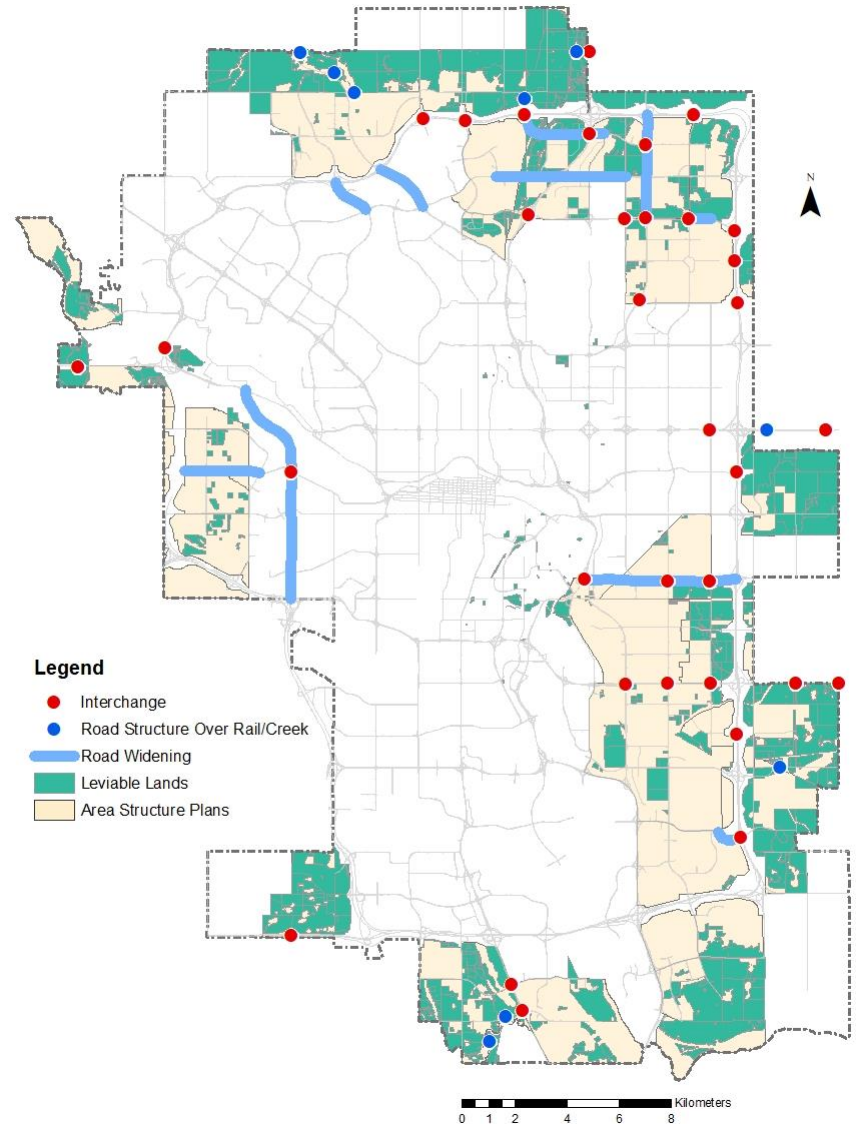 N
Legend
Interchange
Road Structure Over Rail/Creek
Road Widening
Leviable Lands
Area Structure Plans
Kilometers
0 1 2 4 6 8